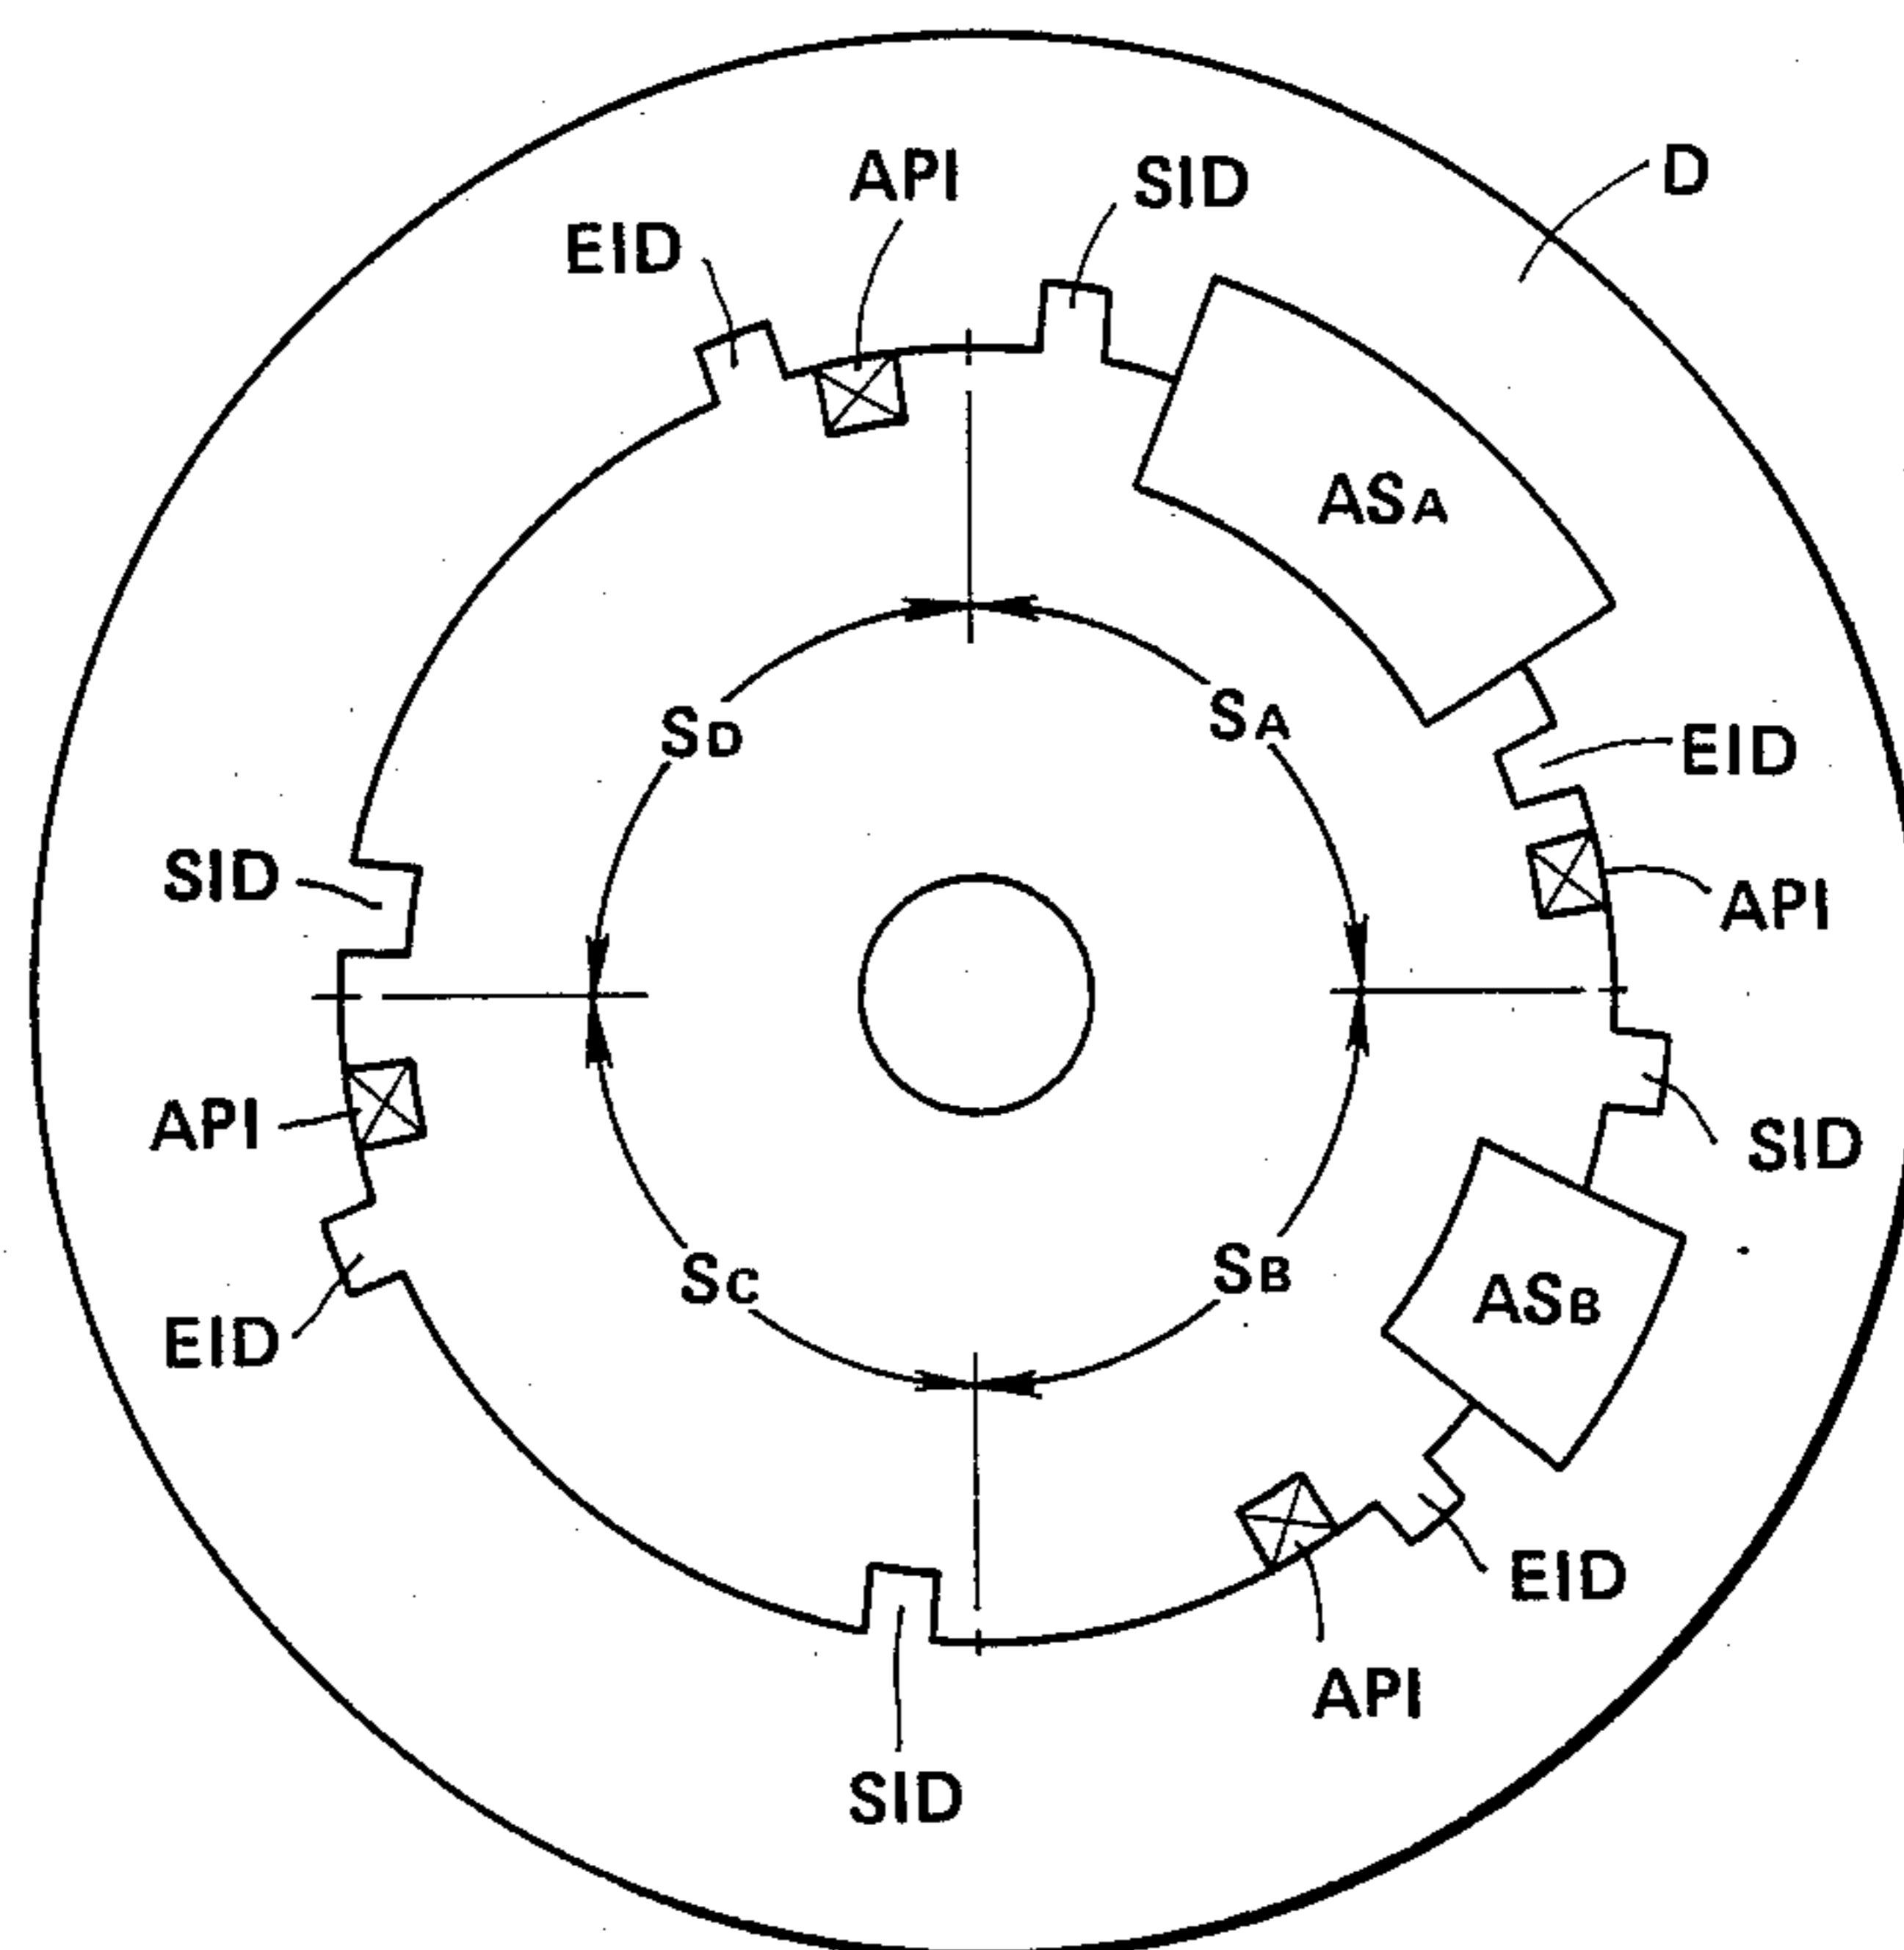 D
API
SID
EID
ASA
SD
SA
EID
SID
API
API
SID
SC
SB
ASB
EID
EID
API
SID